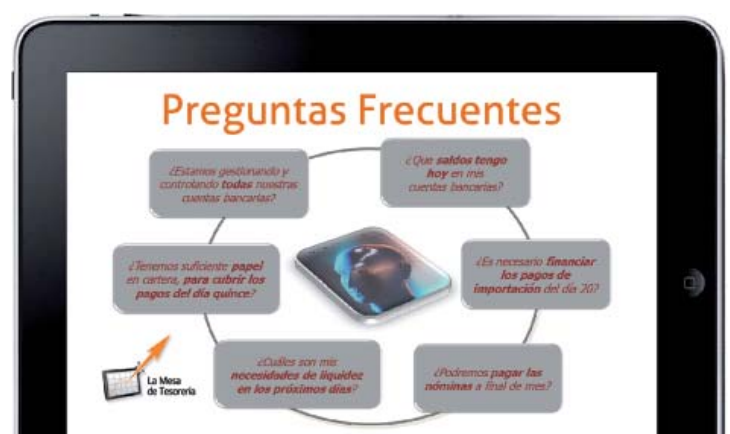 Preguntas Frecuentes
¿Estamos gestionando y
controlando todas nuestras
cuentas bancarias?
¿Que saldos tengo
hoy en mis
cuentas bancarias?
¿Tenemos suficiente papel
en cartera, para cubrir los
pagos del día quince?
¿Es necesario financiar
los pagos de
importación del día 20?
¿Cuáles son mis
necesidades de liquidez
en los próximos días?
¿Podremos pagar las
nóminas a final de mes?
La Mesa
de Tesorería